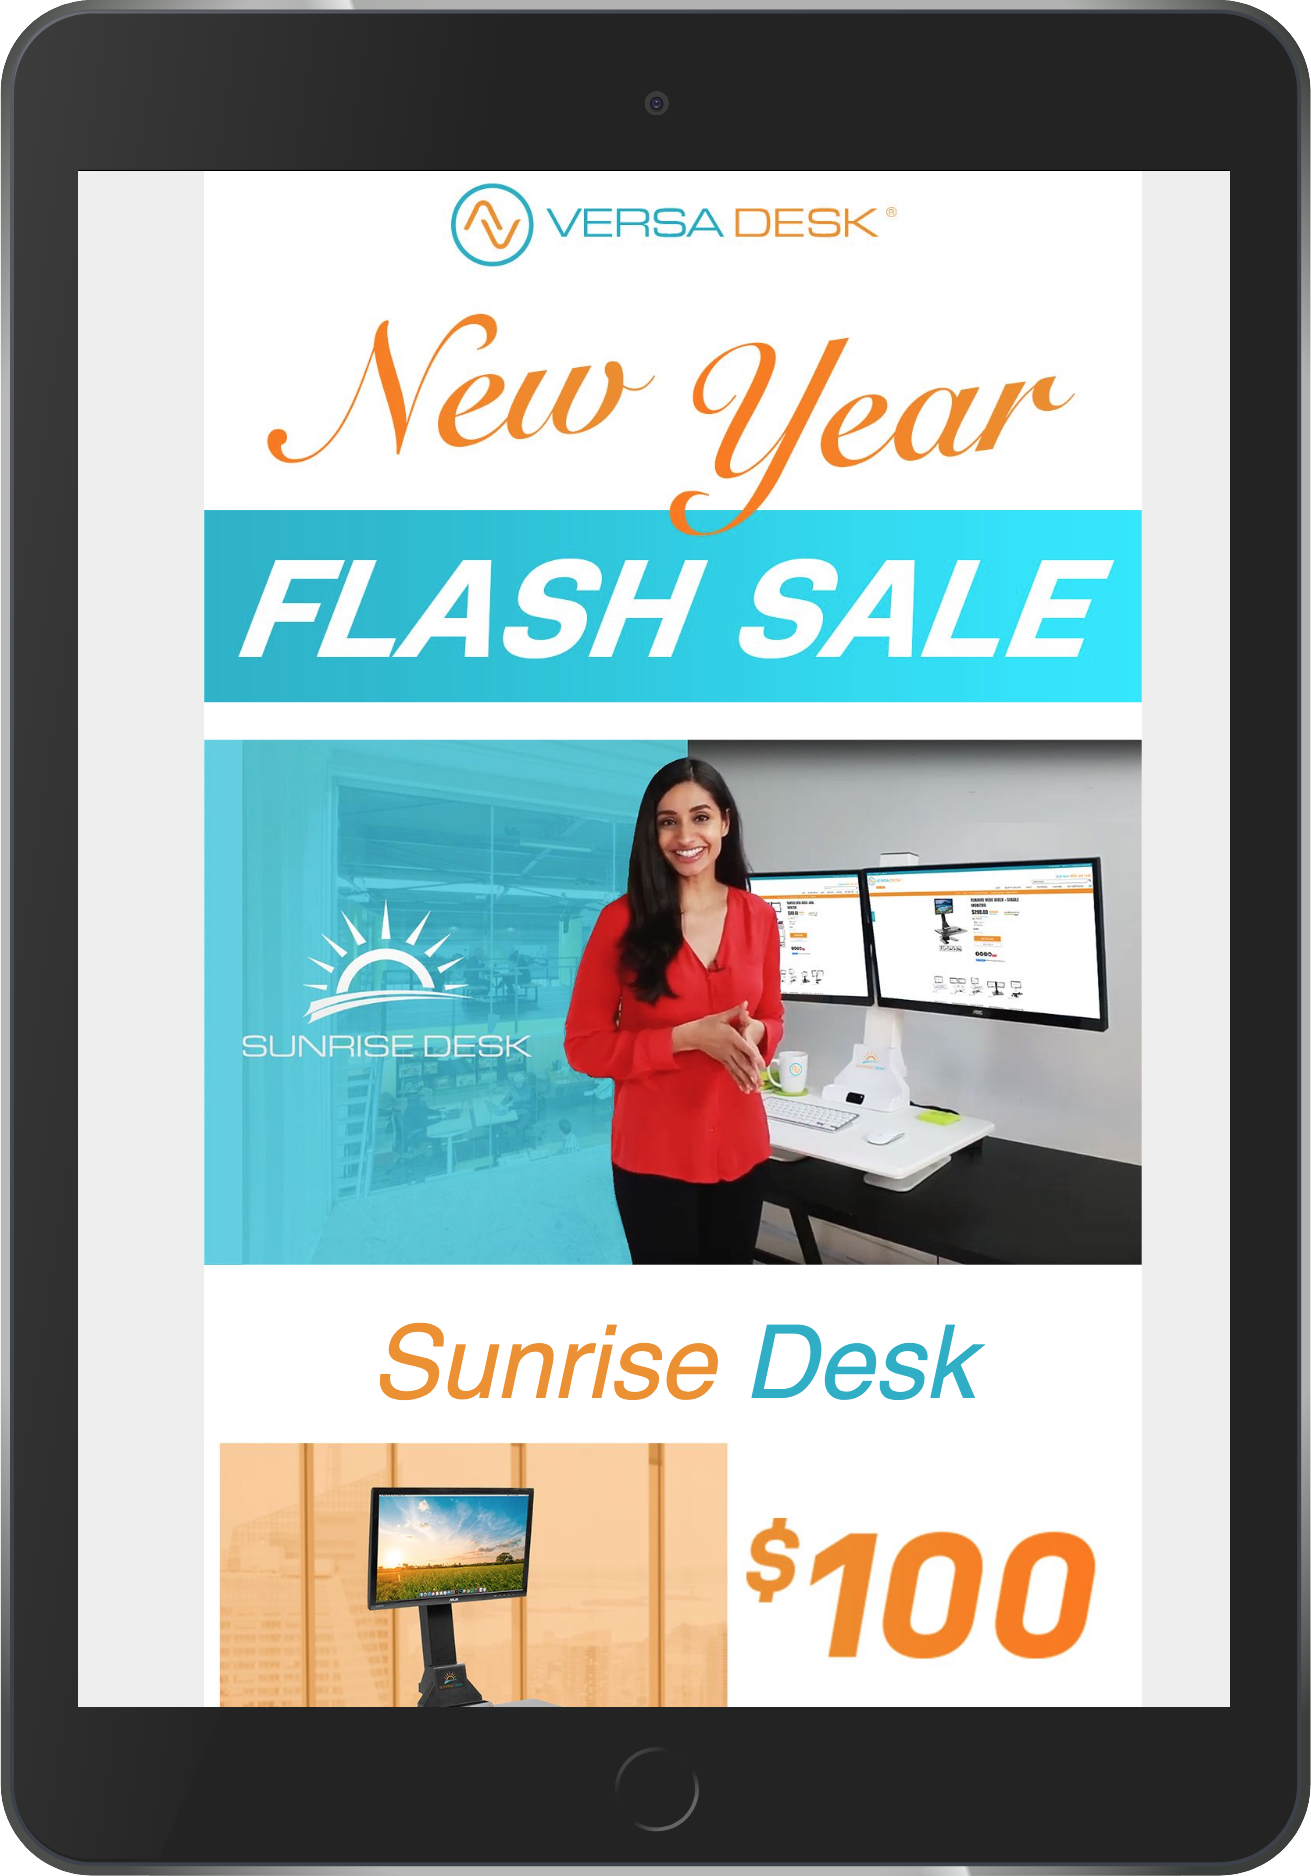 VERSA DESK®
New Year
FLASH SALE
SUNRISE DESK
Sunrise Desk
$100